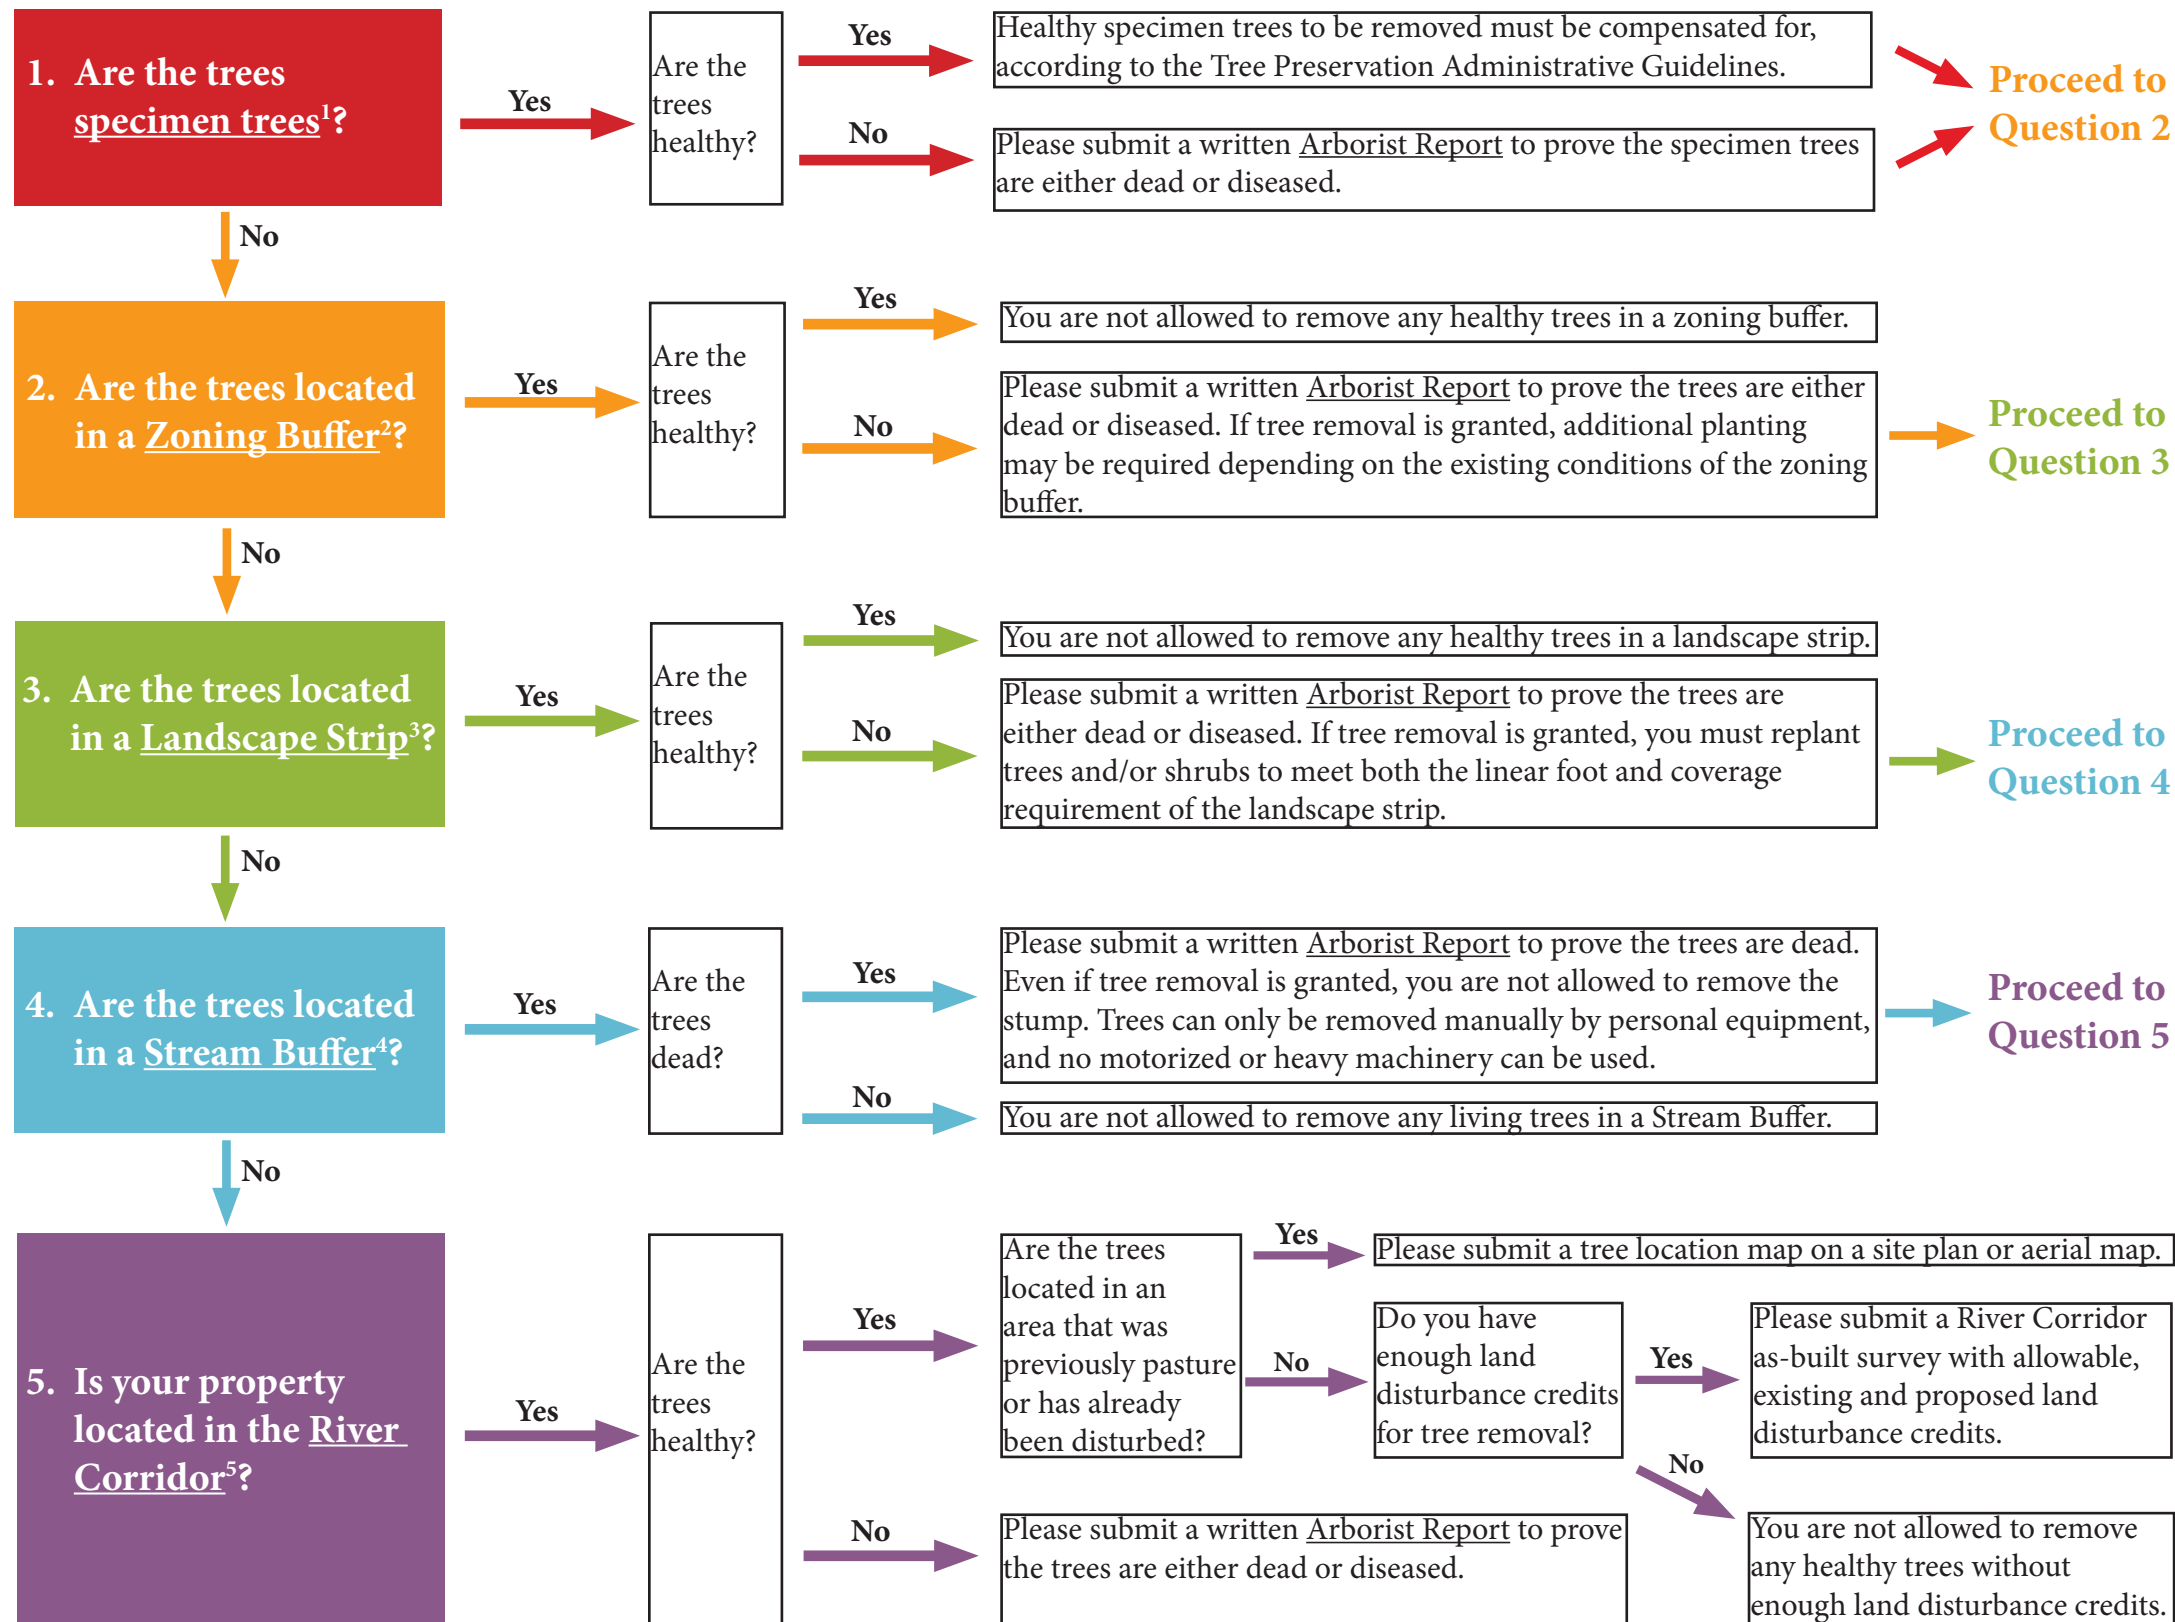 1. Are the trees
specimen trees¹?
Yes
Are the
trees
healthy?
Yes
Healthy specimen trees to be removed must be compensated for,
according to the Tree Preservation Administrative Guidelines.
No
Please submit a written Arborist Report to prove the specimen trees
are either dead or diseased.
Proceed to
Question 2
No
2. Are the trees located
in a Zoning Buffer²?
Yes
Are the
trees
healthy?
Yes
You are not allowed to remove any healthy trees in a zoning buffer.
No
Please submit a written Arborist Report to prove the trees are either
dead or diseased. If tree removal is granted, additional planting
may be required depending on the existing conditions of the zoning
buffer.
Proceed to
Question 3
No
3. Are the trees located
in a Landscape Strip³?
Yes
Are the
trees
healthy?
Yes
You are not allowed to remove any healthy trees in a landscape strip.
No
Please submit a written Arborist Report to prove the trees are
either dead or diseased. If tree removal is granted, you must replant
trees and/or shrubs to meet both the linear foot and coverage
requirement of the landscape strip.
Proceed to
Question 4
No
4. Are the trees located
in a Stream Buffer⁴?
Yes
Are the
trees
dead?
Yes
Please submit a written Arborist Report to prove the trees are dead.
Even if tree removal is granted, you are not allowed to remove the
stump. Trees can only be removed manually by personal equipment,
and no motorized or heavy machinery can be used.
No
You are not allowed to remove any living trees in a Stream Buffer.
Proceed to
Question 5
No
5. Is your property
located in the River
Corridor⁵?
Yes
Are the
trees
healthy?
Yes
Are the trees
located in an
area that was
previously pasture
or has already
been disturbed?
Yes
Please submit a tree location map on a site plan or aerial map.
No
Do you have
enough land
disturbance credits
for tree removal?
Yes
Please submit a River Corridor
as-built survey with allowable,
existing and proposed land
disturbance credits.
No
You are not allowed to remove
any healthy trees without
enough land disturbance credits.
No
Please submit a written Arborist Report to prove
the trees are either dead or diseased.